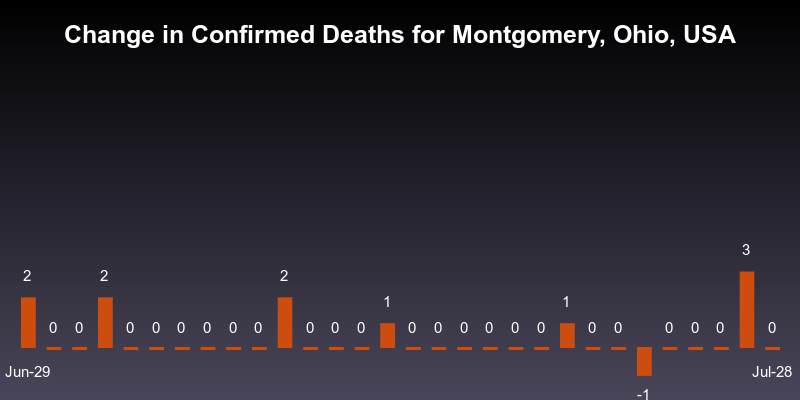 Change in Confirmed Deaths for Montgomery, Ohio, USA
2 0 0 2 0 0 0 0 0 0 2 0 0 0 1 0 0 0 0 0 0 1 0 0 -1 0 0 0 3 0
Jun-29 Jul-28